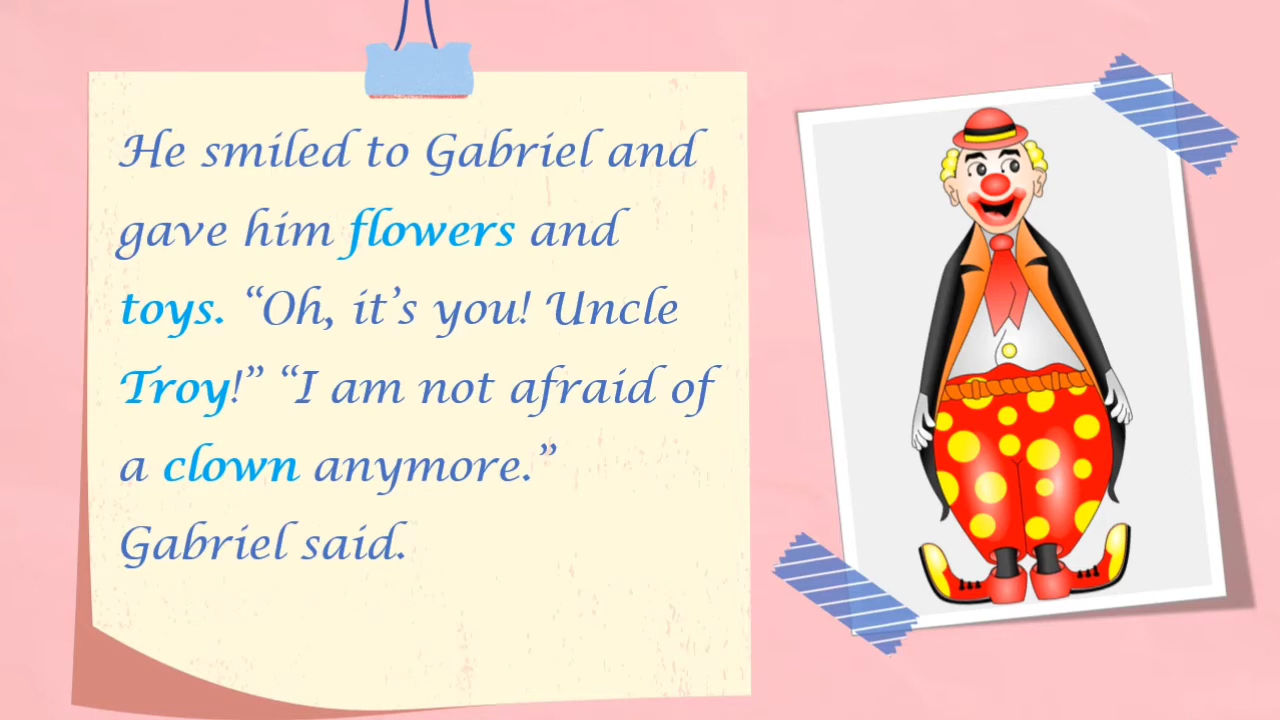 He smiled to Gabriel and
gave him flowers and
toys. “Oh, it’s you! Uncle
Troy!” “I am not afraid of
a clown anymore.”
Gabriel said.